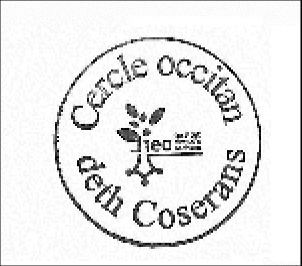 Cercle occitan
ieo
deth Coserans